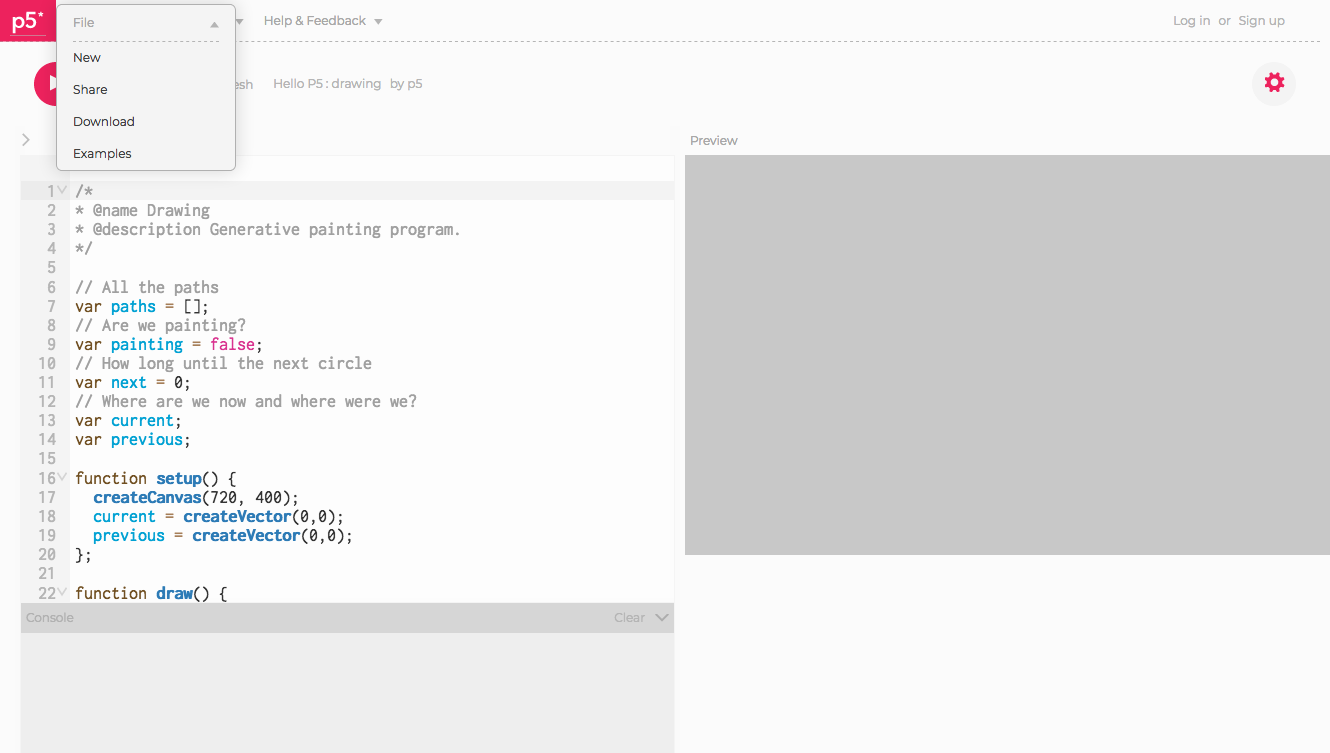 p5*
File
Help & Feedback
Log in or Sign up
New
Share
Download
Examples
esh
Hello P5 : drawing by p5
Preview
1 /*
2 * @name Drawing
3 * @description Generative painting program.
4 */
5
6 // All the paths
7 var paths = [];
8 // Are we painting?
9 var painting = false;
10 // How long until the next circle
11 var next = 0;
12 // Where are we now and where were we?
13 var current;
14 var previous;
15
16 function setup() {
17 createCanvas(720, 400);
18 current = createVector(0,0);
19 previous = createVector(0,0);
20 };
21
22 function draw() {
Console
Clear